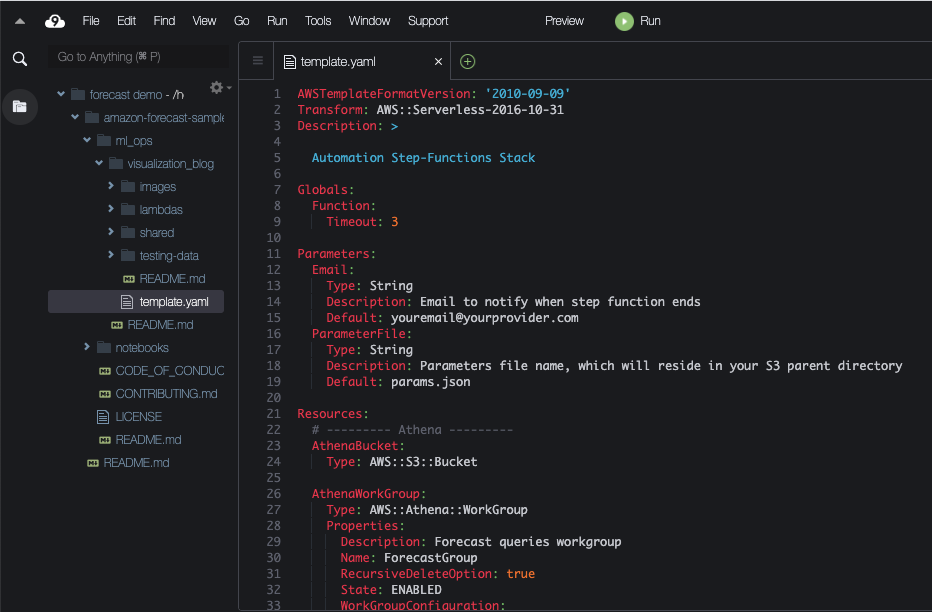 9 File Edit Find View Go Run Tools Window Support Preview Run
Go to Anything (⌘ P)
template.yaml
forecast demo - /h
amazon-forecast-sample
ml_ops
visualization_blog
images
lambdas
shared
testing-data
README.md
template.yaml
README.md
notebooks
CODE_OF_CONDUC
CONTRIBUTING.md
LICENSE
README.md
README.md
1 AWSTemplateFormatVersion: '2010-09-09'
2 Transform: AWS::Serverless-2016-10-31
3 Description: >
4
5 Automation Step-Functions Stack
6
7 Globals:
8 Function:
9 Timeout: 3
10
11 Parameters:
12 Email:
13 Type: String
14 Description: Email to notify when step function ends
15 Default: youremail@yourprovider.com
16 ParameterFile:
17 Type: String
18 Description: Parameters file name, which will reside in your S3 parent directory
19 Default: params.json
20
21 Resources:
22 # --------- Athena ---------
23 AthenaBucket:
24 Type: AWS::S3::Bucket
25
26 AthenaWorkGroup:
27 Type: AWS::Athena::WorkGroup
28 Properties:
29 Description: Forecast queries workgroup
30 Name: ForecastGroup
31 RecursiveDeleteOption: true
32 State: ENABLED
33 WorkGroupConfiguration: